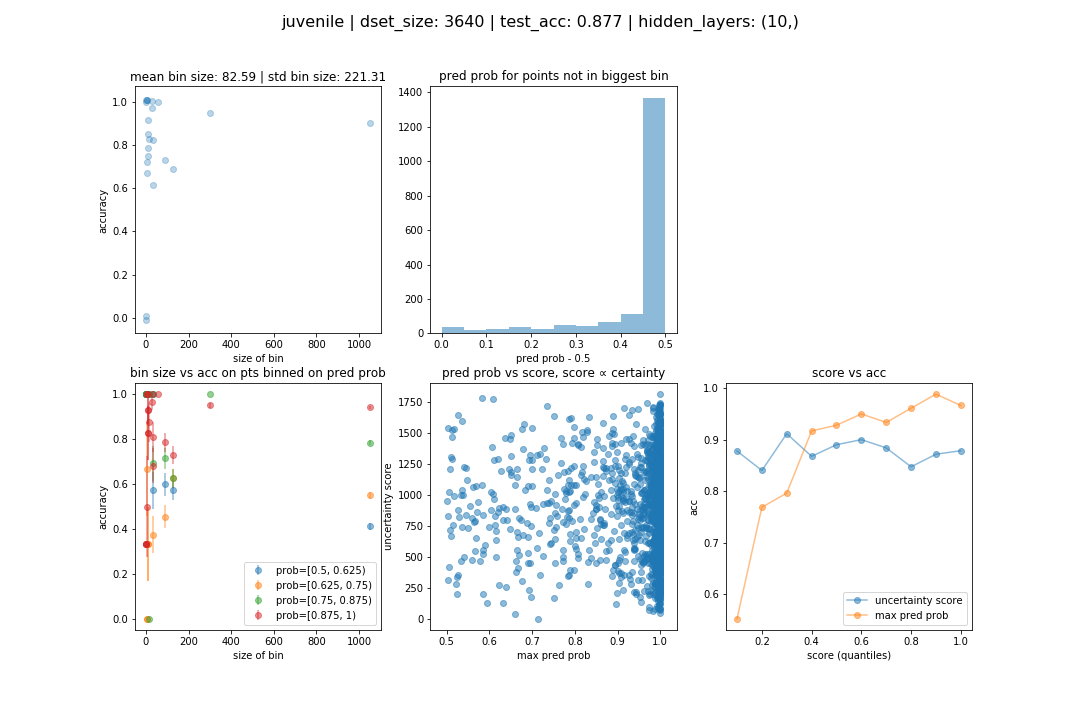 juvenile | dset_size: 3640 | test_acc: 0.877 | hidden_layers: (10,)
mean bin size: 82.59 | std bin size: 221.31
1.0
0.8
0.6
0.4
0.2
0.0
accuracy
0 200 400 600 800 1000
size of bin
pred prob for points not in biggest bin
1400
1200
1000
800
600
400
200
0
0.0 0.1 0.2 0.3 0.4 0.5
pred prob - 0.5
bin size vs acc on pts binned on pred prob
1.0
0.8
0.6
0.4
0.2
0.0
accuracy
prob=[0.5, 0.625)
prob=[0.625, 0.75)
prob=[0.75, 0.875)
prob=[0.875, 1)
0 200 400 600 800 1000
size of bin
pred prob vs score, score ∝ certainty
1750
1500
1250
1000
750
500
250
0
uncertainty score
0.5 0.6 0.7 0.8 0.9 1.0
max pred prob
score vs acc
1.0
0.9
0.8
0.7
0.6
acc
uncertainty score
max pred prob
0.2 0.4 0.6 0.8 1.0
score (quantiles)